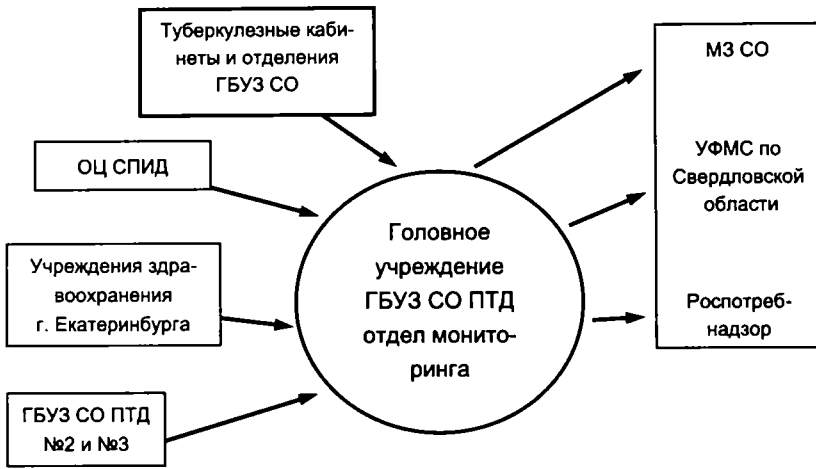 Туберкулезные каби-
неты и отделения
ГБУЗ СО
ОЦ СПИД
Учреждения здра-
воохранения
г. Екатеринбурга
ГБУЗ СО ПТД
№2 и №3
Головное
учреждение
ГБУЗ СО ПТД
отдел монито-
ринга
МЗ СО
УФМС по
Свердловской
области
Роспотреб-
надзор